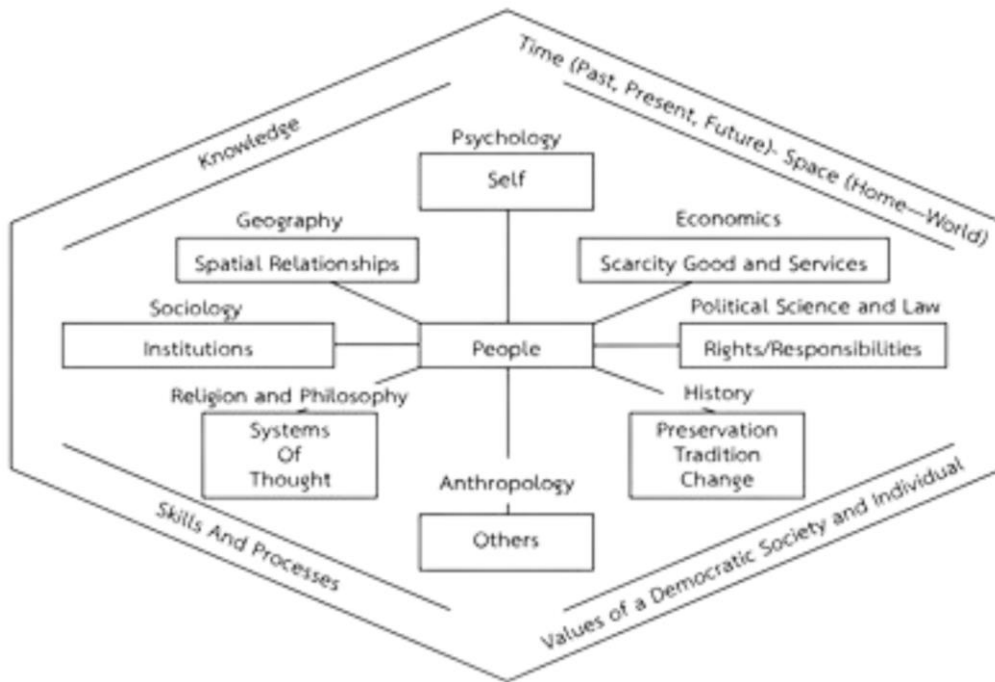 Time (Past, Present, Future)- Space (Home—World)
Knowledge
Psychology
Self
Geography
Spatial Relationships
Economics
Scarcity Good and Services
Sociology
Institutions
People
Political Science and Law
Rights/Responsibilities
Religion and Philosophy
Systems
Of
Thought
History
Preservation
Tradition
Change
Anthropology
Others
Skills And Processes
Values of a Democratic Society and Individual